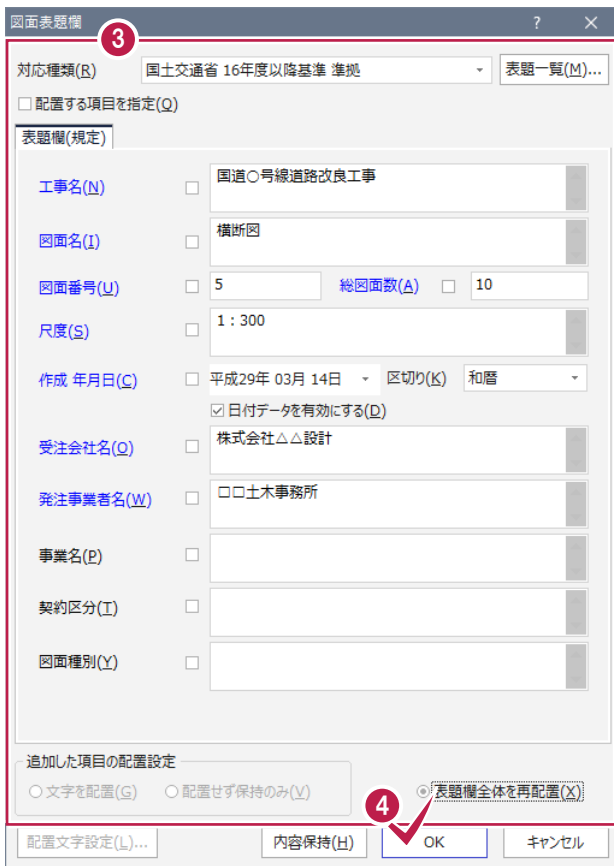 図面表題欄 ?
3
対応種類(R) 国土交通省 16年度以降基準 準拠 表題一覧(M)...
配置する項目を指定(Q)
表題欄(規定)
工事名(N) 国道○号線道路改良工事
図面名(I) 横断図
図面番号(U) 5 総図面数(A) 10
尺度(S) 1：300
作成 年月日(C) 平成29年 03月 14日 区切り(K) 和暦
日付データを有効にする(D)
受注会社名(O) 株式会社△△設計
発注事業者名(W) □□土木事務所
事業名(P)
契約区分(T)
図面種別(Y)
追加した項目の配置設定
文字を配置(G) 配置せず保持のみ(V) 表題欄全体を再配置(X)
4
配置文字設定(L)... 内容保持(H) OK キャンセル